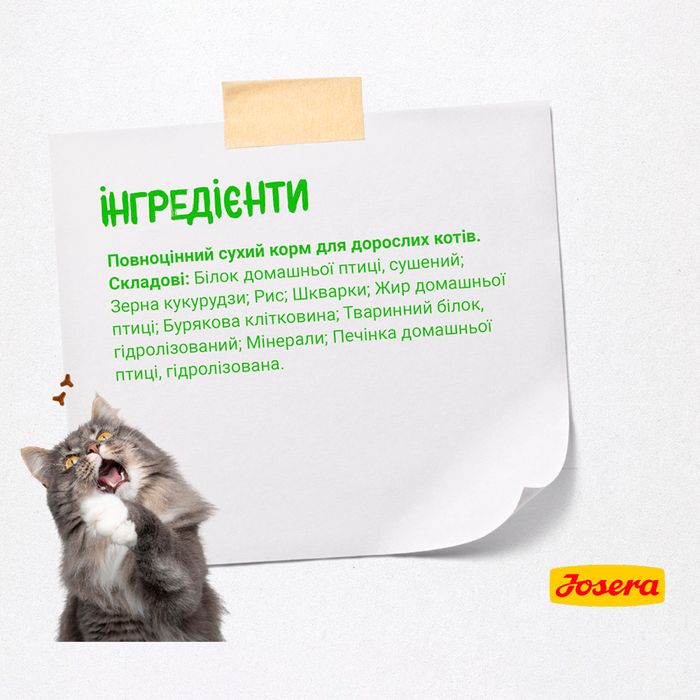 ІНГРЕДІЄНТИ
Повноцінний сухий корм для дорослих котів.
Складові: Білок домашньої птиці, сушений;
Зерна кукурудзи; Рис; Шкварки; Жир домашньої
птиці; Бурякова клітковина; Тваринний білок,
гідролізований; Мінерали; Печінка домашньої
птиці, гідролізована.
Josera